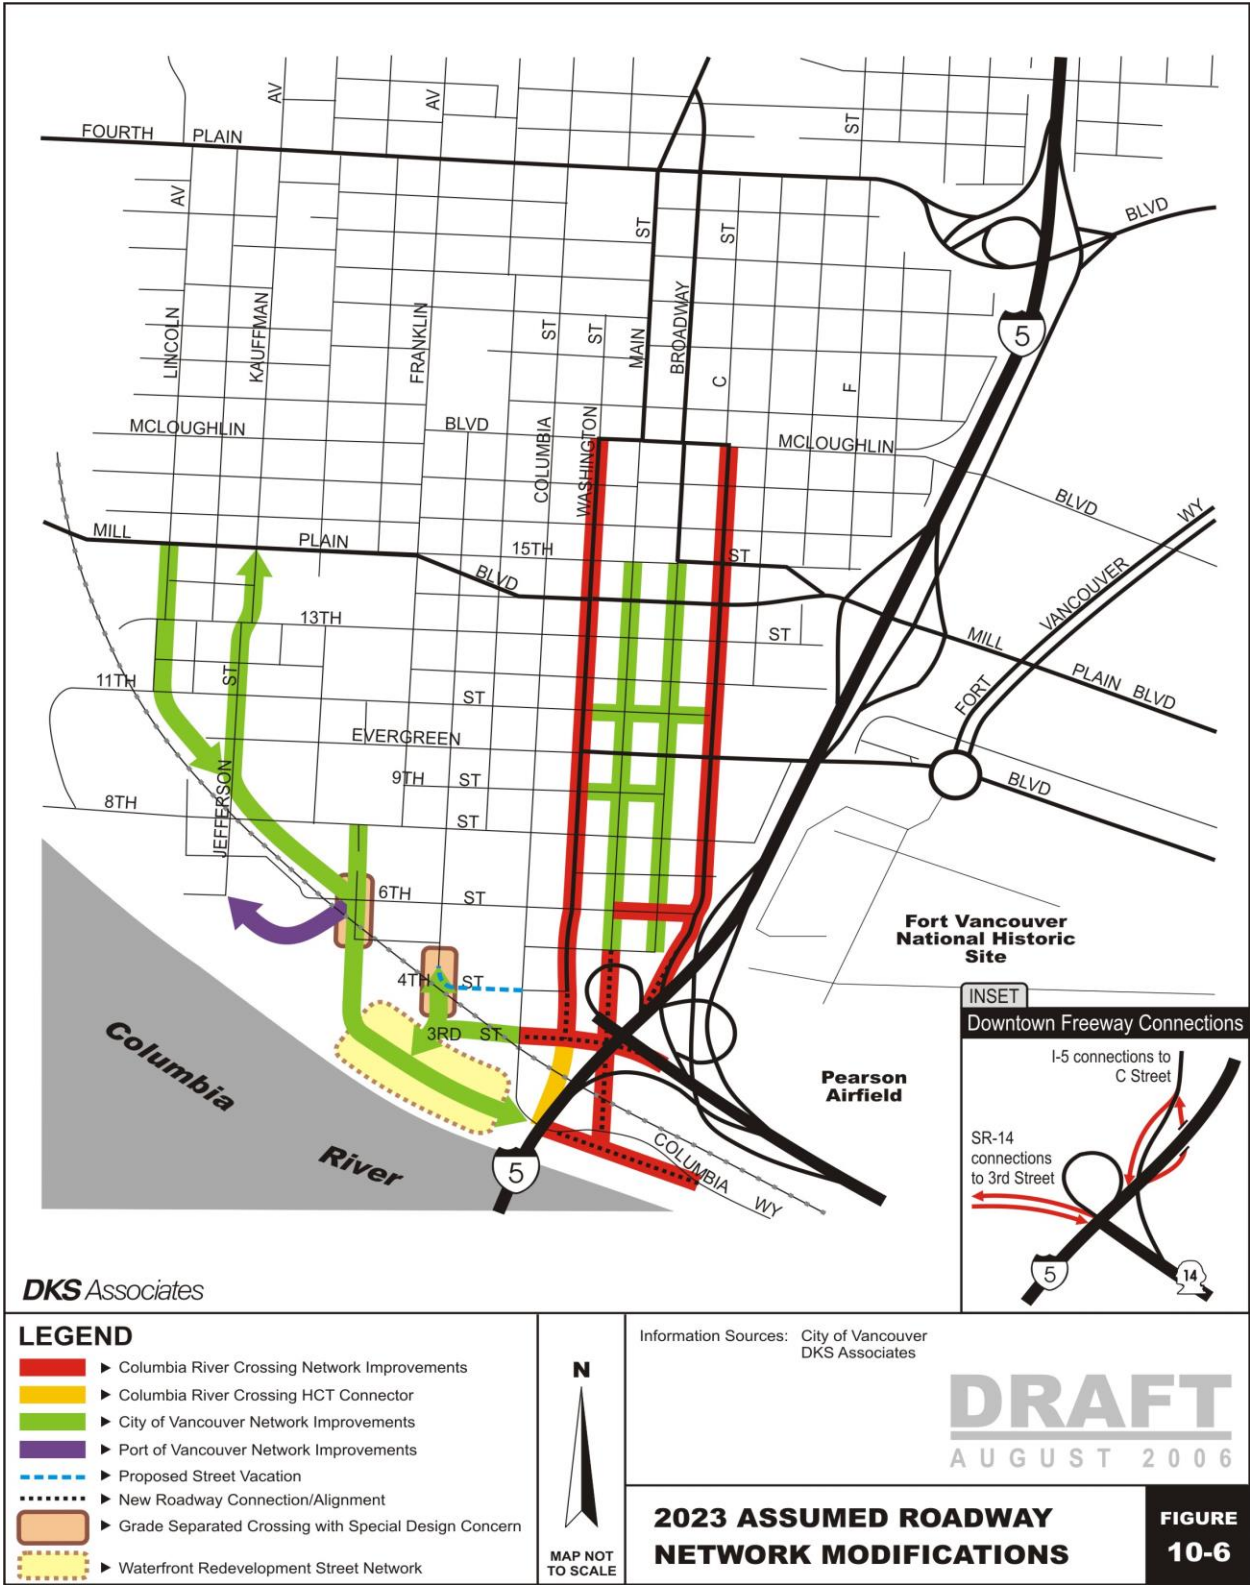 AV
AV
ST
FOURTH PLAIN
AV
ST
ST
BLVD
LINCOLN
KAUFFMAN
FRANKLIN
ST
ST
MAIN
BROADWAY
C
F
5
MCLOUGHLIN
BLVD
COLUMBIA
WASHINGTON
MCLOUGHLIN
BLVD
WY
MILL
PLAIN
BLVD
15TH
ST
VANCOUVER
13TH
ST
MILL
PLAIN BLVD
11TH
ST
ST
FORT
EVERGREEN
9TH ST
BLVD
8TH
JEFFERSON
ST
6TH ST
Fort Vancouver
National Historic
Site
4TH ST
3RD ST
Columbia
River
Pearson
Airfield
COLUMBIA
WY
5
INSET
Downtown Freeway Connections
I-5 connections to
C Street
SR-14
connections
to 3rd Street
5
14
DKS Associates
LEGEND
Columbia River Crossing Network Improvements
Columbia River Crossing HCT Connector
City of Vancouver Network Improvements
Port of Vancouver Network Improvements
Proposed Street Vacation
New Roadway Connection/Alignment
Grade Separated Crossing with Special Design Concern
Waterfront Redevelopment Street Network
N
MAP NOT
TO SCALE
Information Sources: City of Vancouver
DKS Associates
DRAFT
AUGUST 2006
2023 ASSUMED ROADWAY
NETWORK MODIFICATIONS
FIGURE
10-6